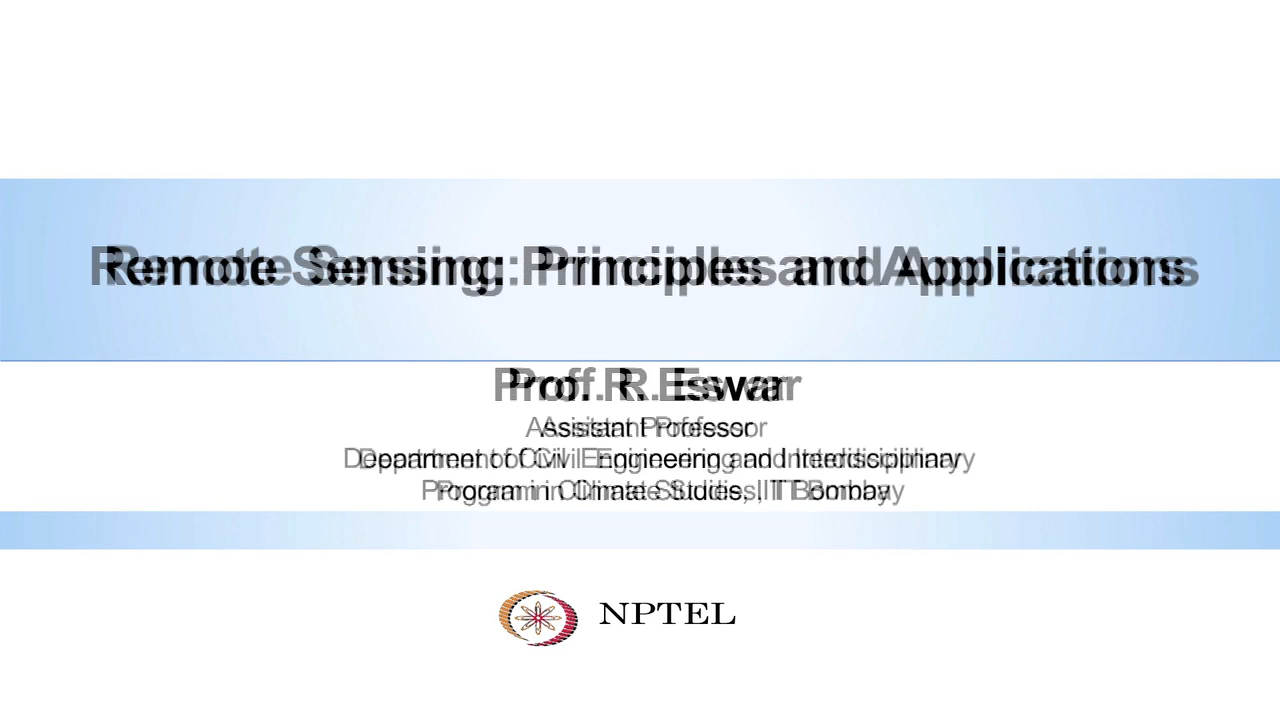 Remote Sensing: Principles and Applications
Prof. R. Eswar
Assistant Professor
Department of Civil Engineering and Interdisciplinary
Program in Climate Studies, IIT Bombay
NPTEL